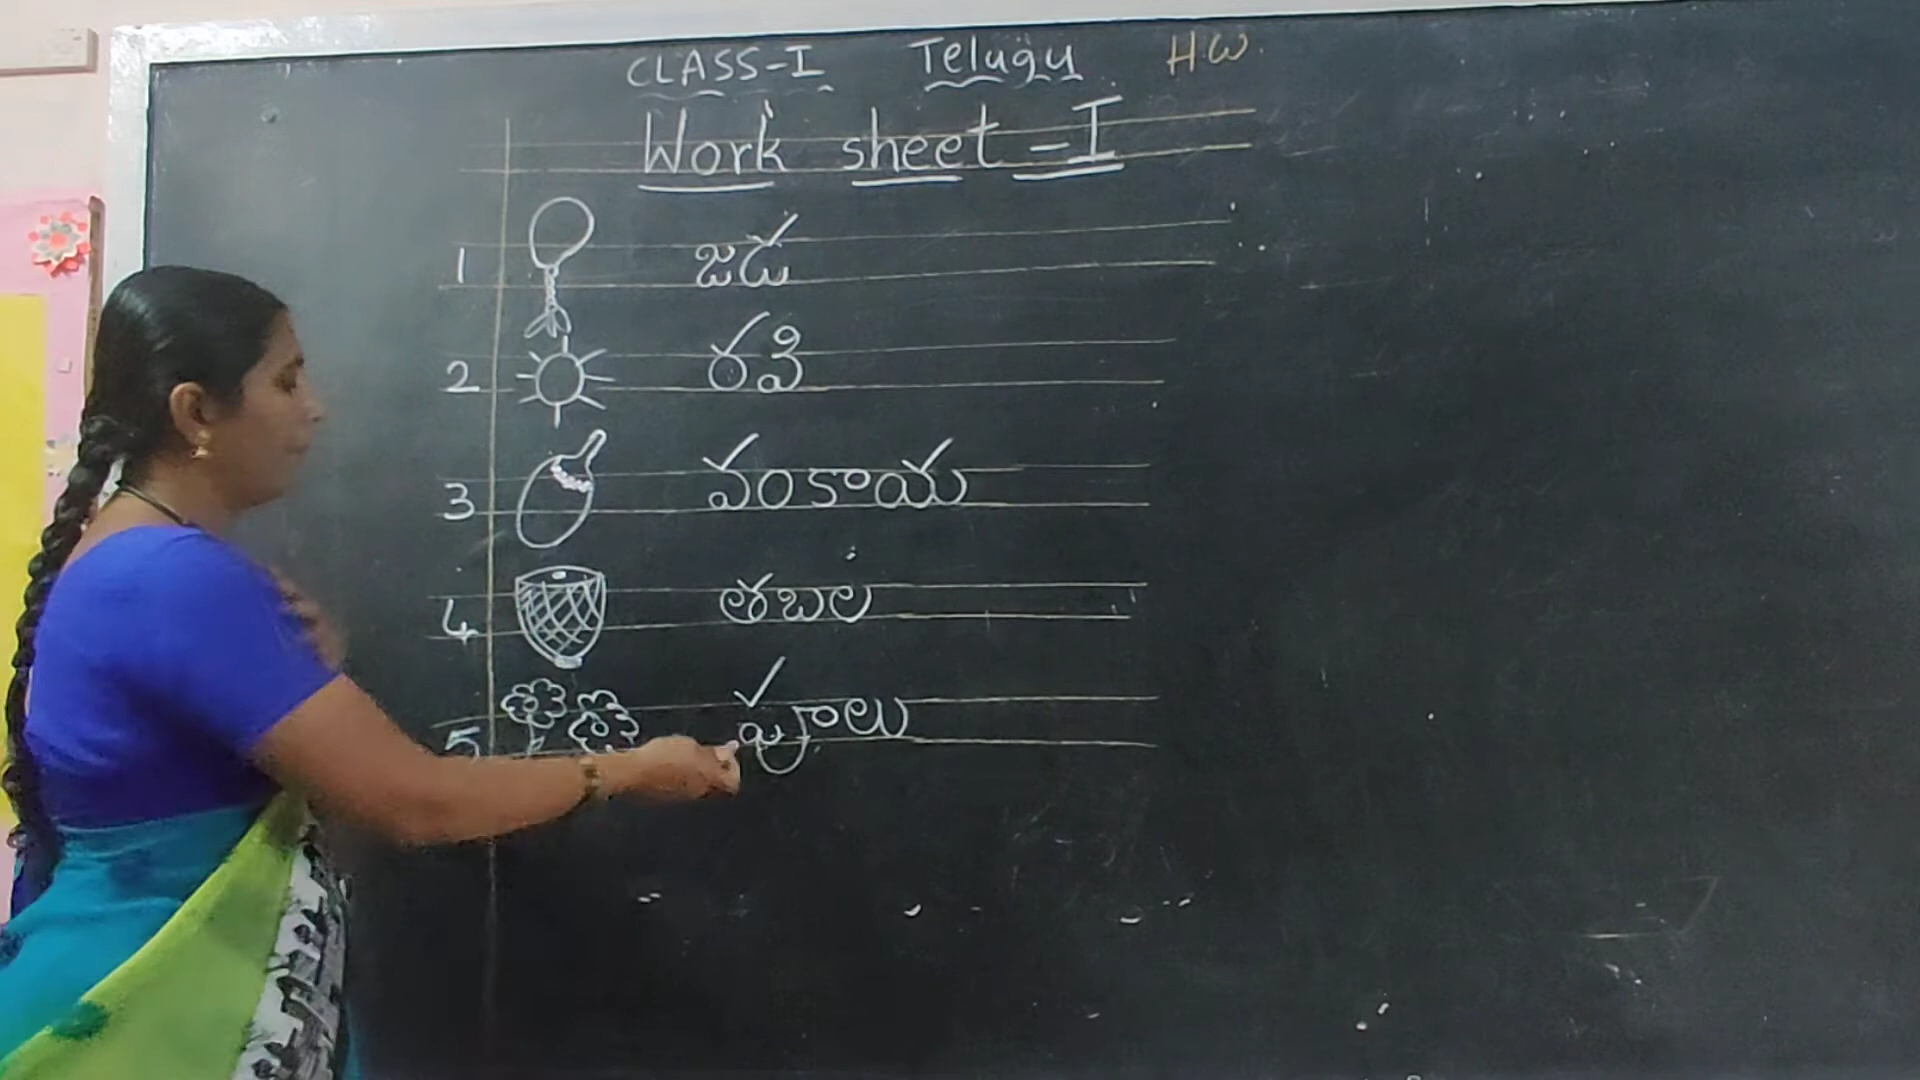 CLASS-I Telugu HW.
Work sheet -I
1 జడ
2 రవి
3 వంకాయ
4 తబల
5 పూలు